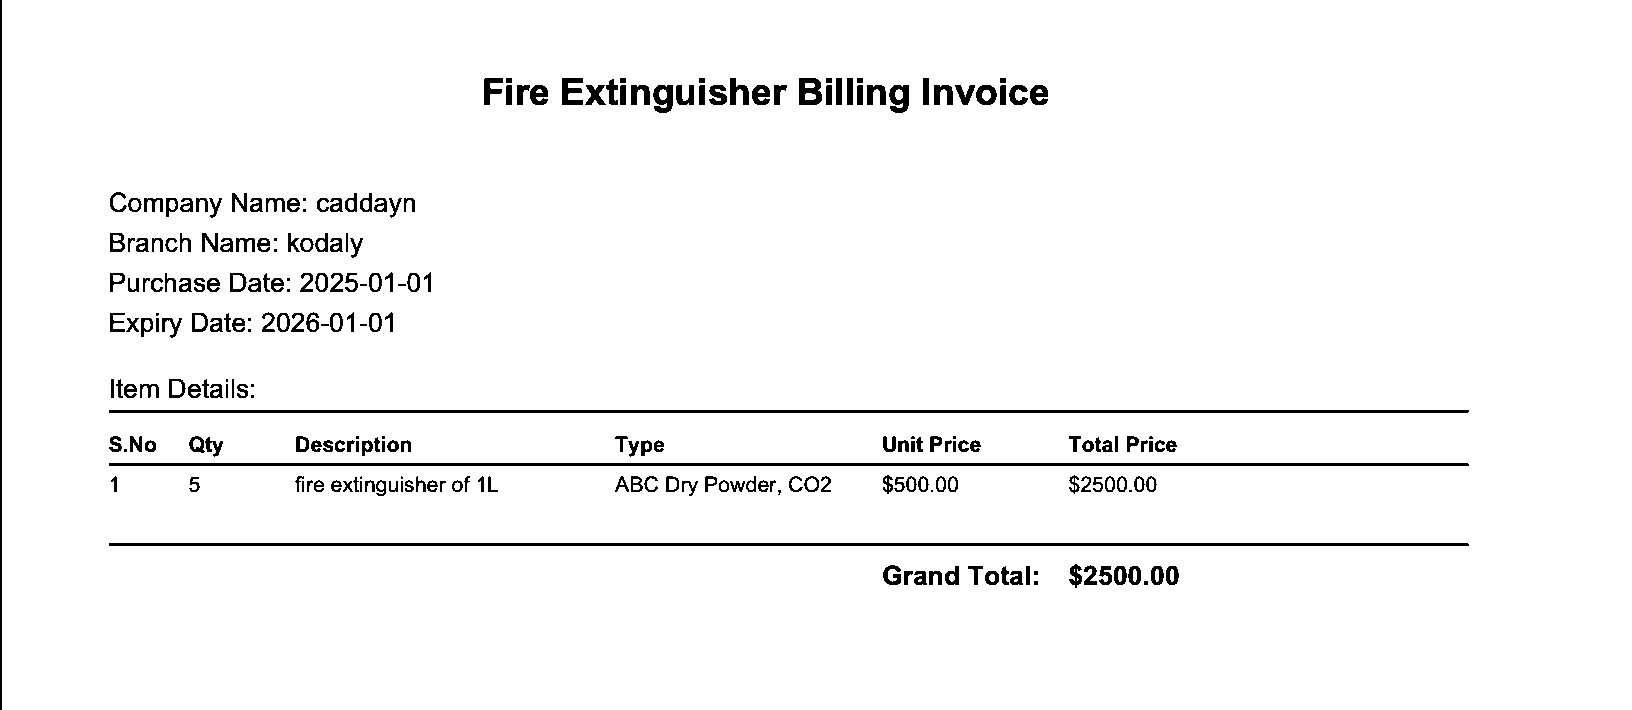 Fire Extinguisher Billing Invoice
Company Name: caddayn
Branch Name: kodaly
Purchase Date: 2025-01-01
Expiry Date: 2026-01-01
Item Details:
S.No Qty Description Type Unit Price Total Price
1 5 fire extinguisher of 1L ABC Dry Powder, CO2 $500.00 $2500.00
Grand Total: $2500.00